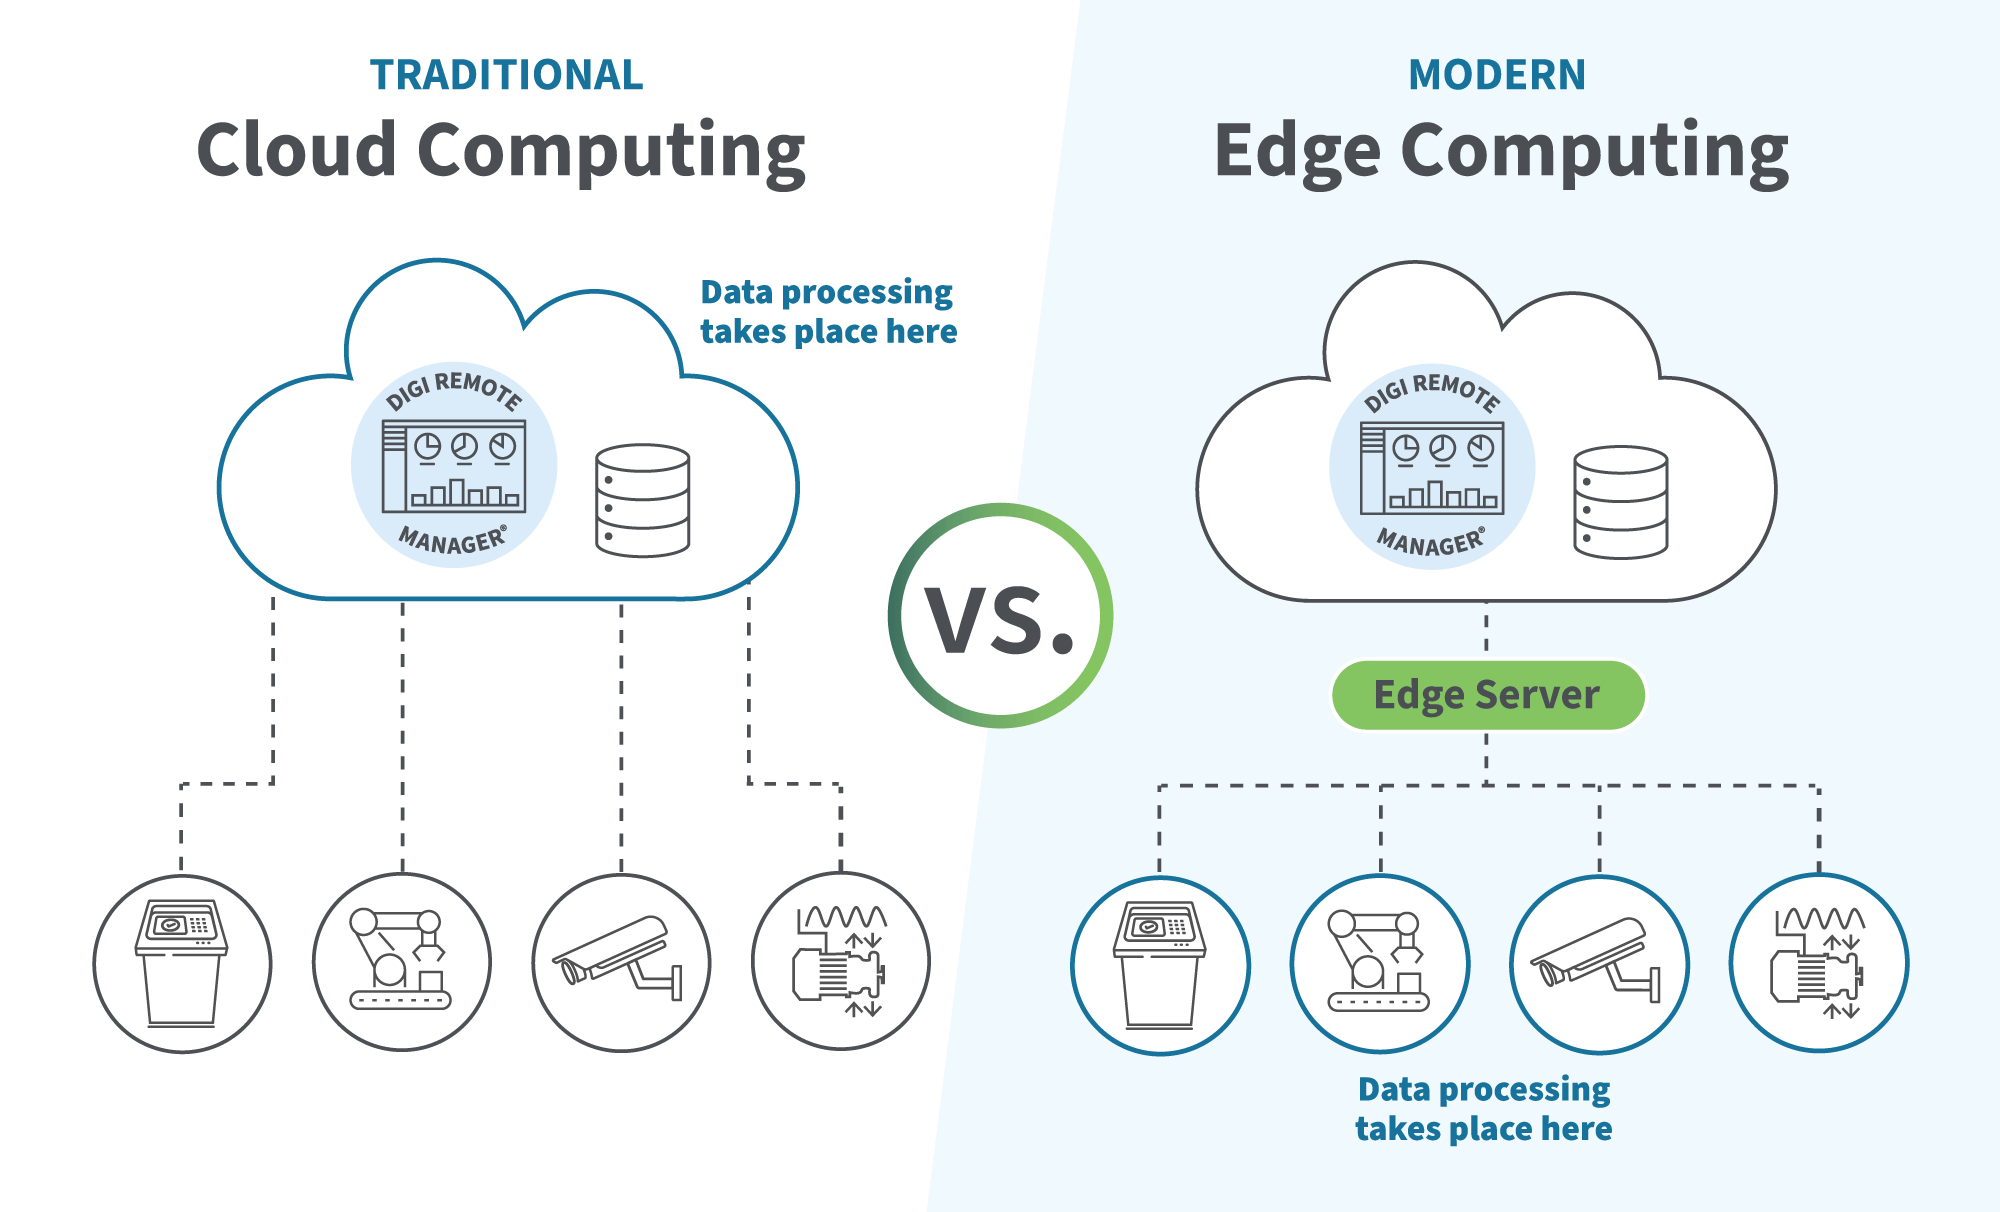 TRADITIONAL
Cloud Computing
Data processing
takes place here
DIGI REMOTE
MANAGER®
VS.
MODERN
Edge Computing
DIGI REMOTE
MANAGER®
Edge Server
Data processing
takes place here